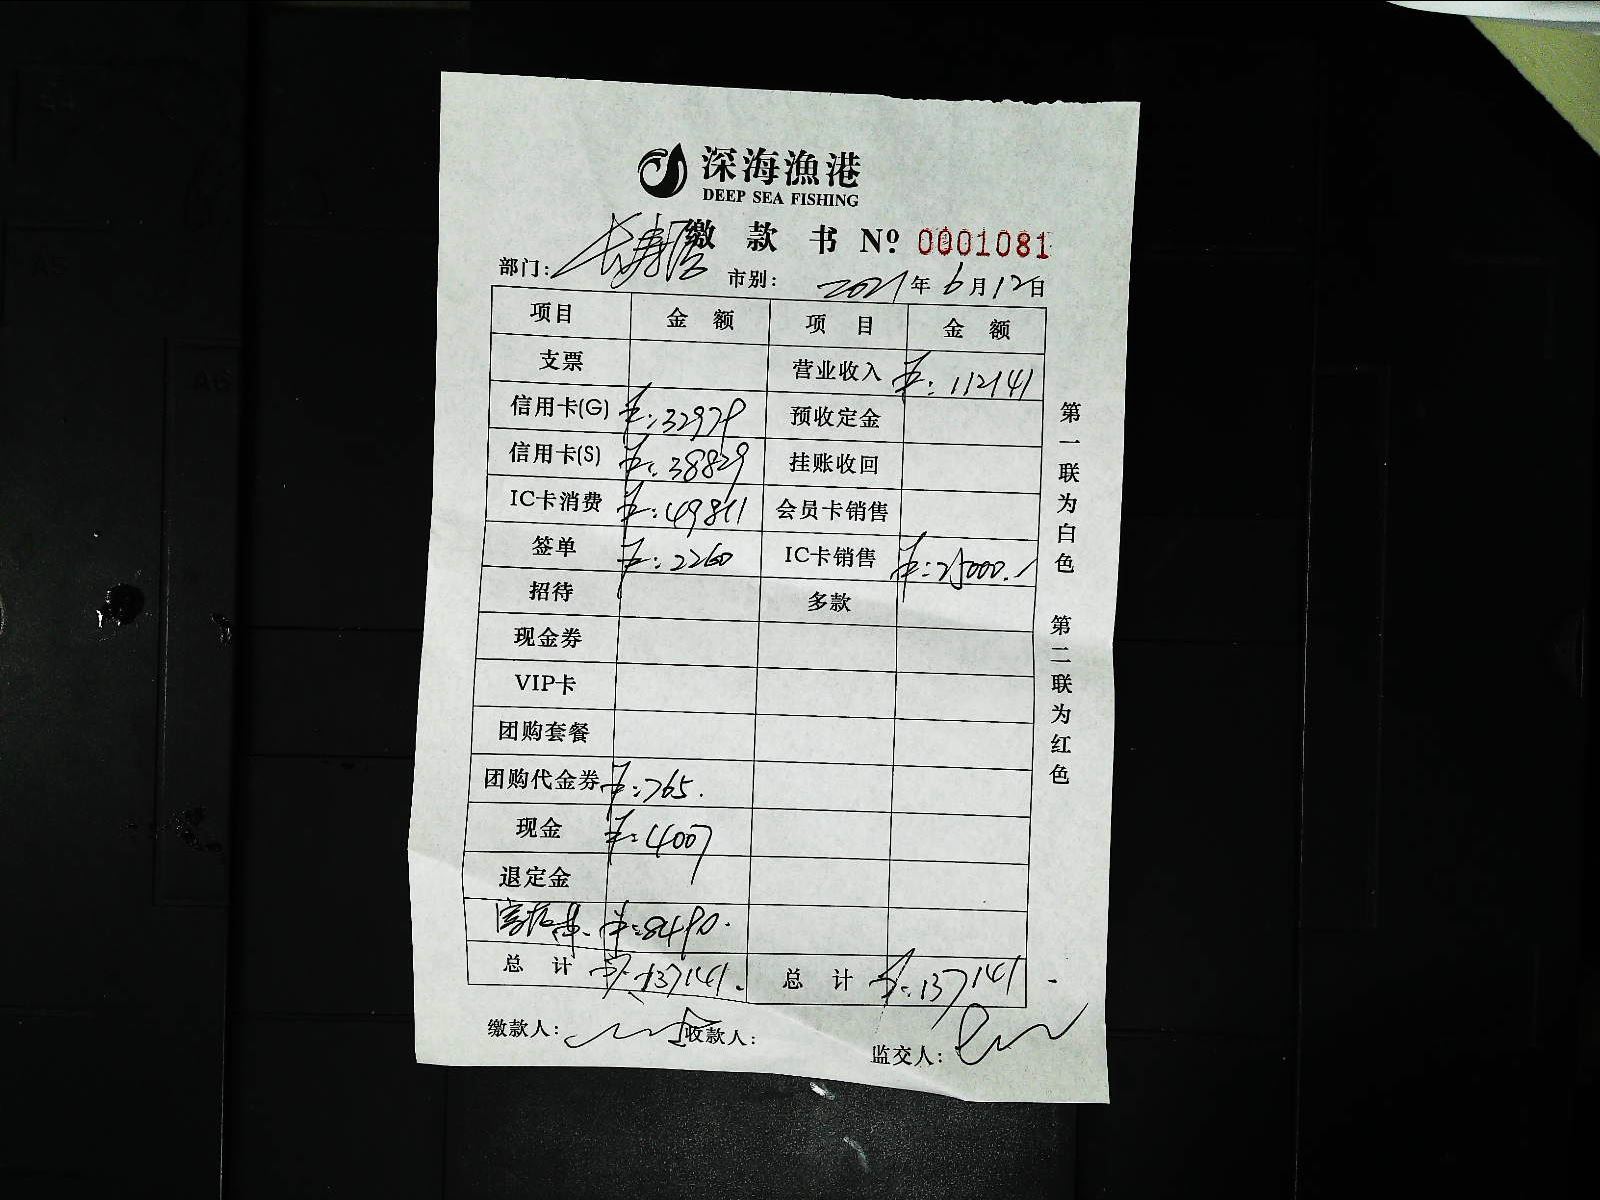 深海漁港
DEEP SEA FISHING
缴款书 Nº: 0001081
部门: 长寿 市别: 2021年6月12日
项目 金额 项目 金额
支票 营业收入 ¥:112141
信用卡(G) ¥:32979 预收定金
信用卡(S) ¥:38829 挂账收回
IC卡消费 ¥:49811 会员卡销售
签单 ¥:2260 IC卡销售 ¥:25000.
招待 多款
现金券
VIP卡
团购套餐
团购代金券 ¥:765.
现金 ¥:4007
退定金
¥:8490.
总计 ¥:137141. 总计 ¥:137141.
缴款人: 收款人: 监交人:
第一联为白色
第二联为红色